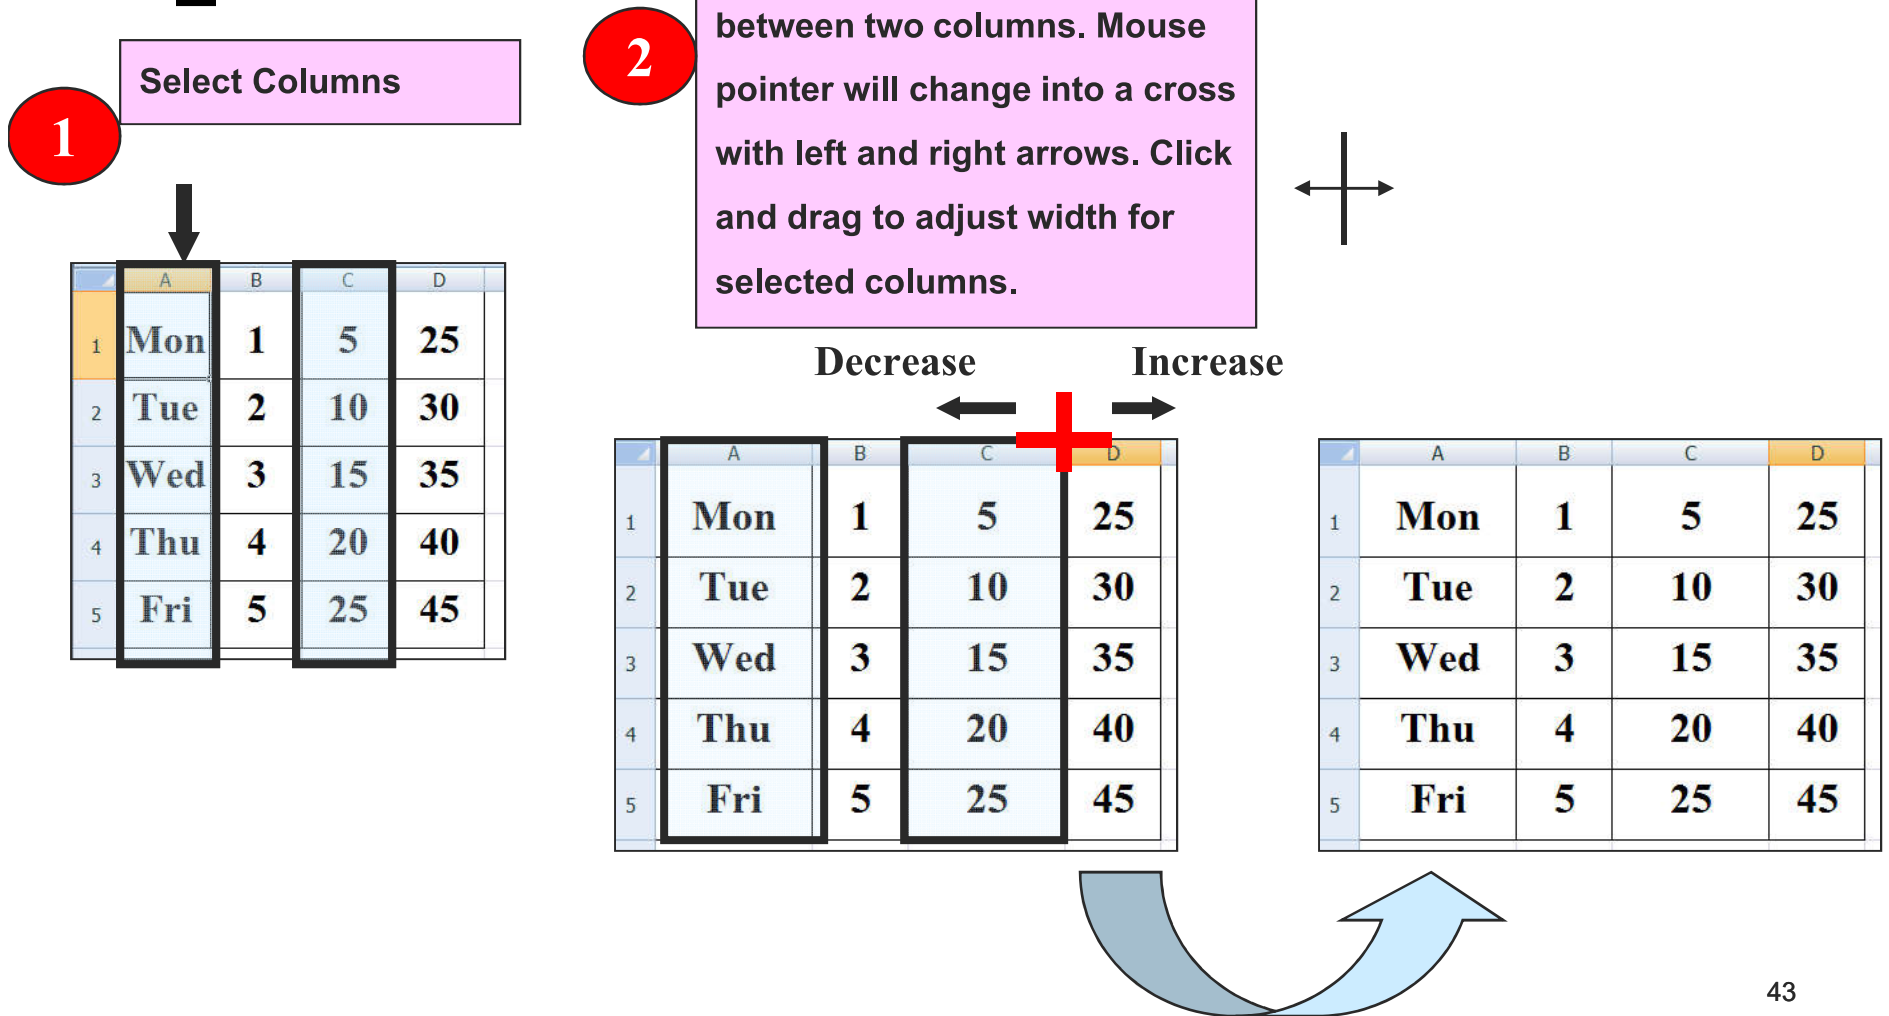 1
Select Columns
2
between two columns. Mouse
pointer will change into a cross
with left and right arrows. Click
and drag to adjust width for
selected columns.
Decrease
Increase
A B C D
1 Mon 1 5 25
2 Tue 2 10 30
3 Wed 3 15 35
4 Thu 4 20 40
5 Fri 5 25 45
A B C D
1 Mon 1 5 25
2 Tue 2 10 30
3 Wed 3 15 35
4 Thu 4 20 40
5 Fri 5 25 45
A B C D
1 Mon 1 5 25
2 Tue 2 10 30
3 Wed 3 15 35
4 Thu 4 20 40
5 Fri 5 25 45
43